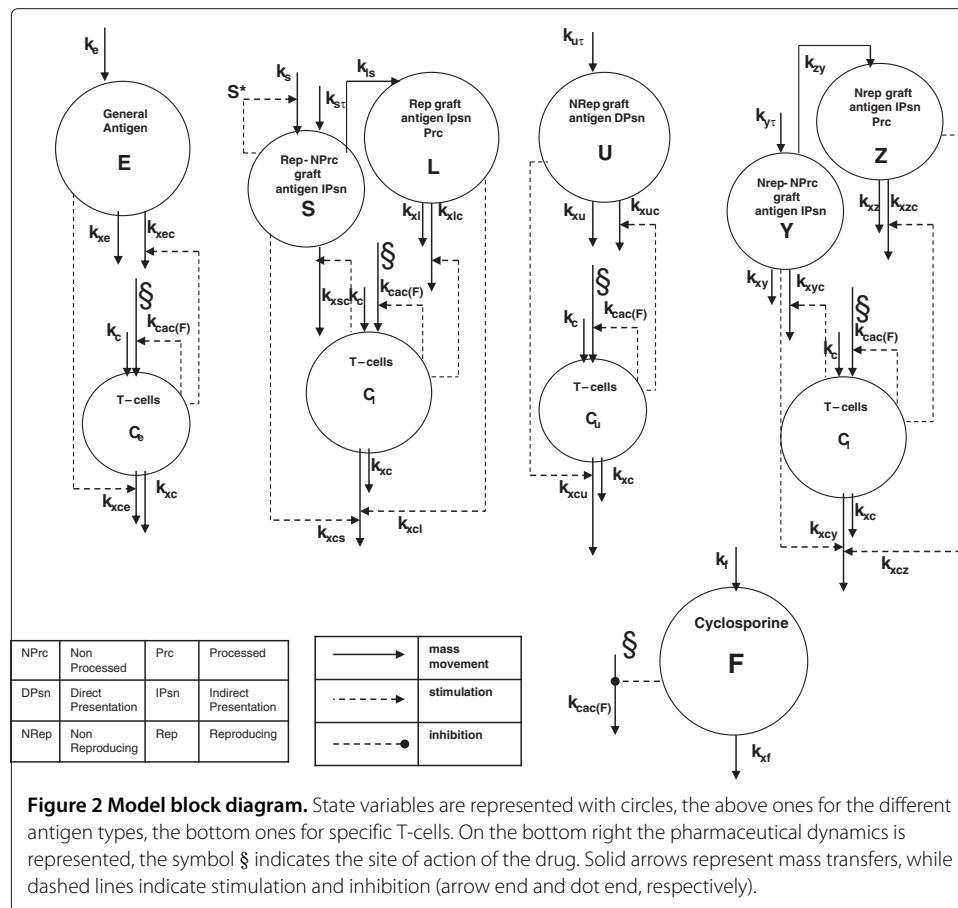 k_e
General
Antigen
E
k_xe
k_xec
§
k_c
k_cac(F)
T-cells
C_e
k_xce
k_xc
S*
k_s
k_sτ
k_ls
Rep-NPrc
graft
antigen IPsn
S
Rep graft
antigen Ipsn
Prc
L
k_xl
k_xlc
k_xsc
k_c
§
k_cac(F)
T-cells
C_l
k_xc
k_xcs
k_xcl
k_uτ
NRep graft
antigen DPsn
U
k_xu
k_xuc
§
k_c
k_cac(F)
T-cells
C_u
k_xcu
k_xc
k_yτ
k_zy
Nrep-NPrc
graft
antigen IPsn
Y
Nrep graft
antigen IPsn
Prc
Z
k_xz
k_xzc
k_xy
k_xyc
§
k_c
k_cac(F)
T-cells
C_i
k_xc
k_xcy
k_xcz
k_f
Cyclosporine
F
§
k_cac(F)
k_xf
NPrc Non Processed Prc Processed
DPsn Direct Presentation IPsn Indirect Presentation
NRep Non Reproducing Rep Reproducing
mass movement
stimulation
inhibition
Figure 2 Model block diagram. State variables are represented with circles, the above ones for the different
antigen types, the bottom ones for specific T-cells. On the bottom right the pharmaceutical dynamics is
represented, the symbol § indicates the site of action of the drug. Solid arrows represent mass transfers, while
dashed lines indicate stimulation and inhibition (arrow end and dot end, respectively).